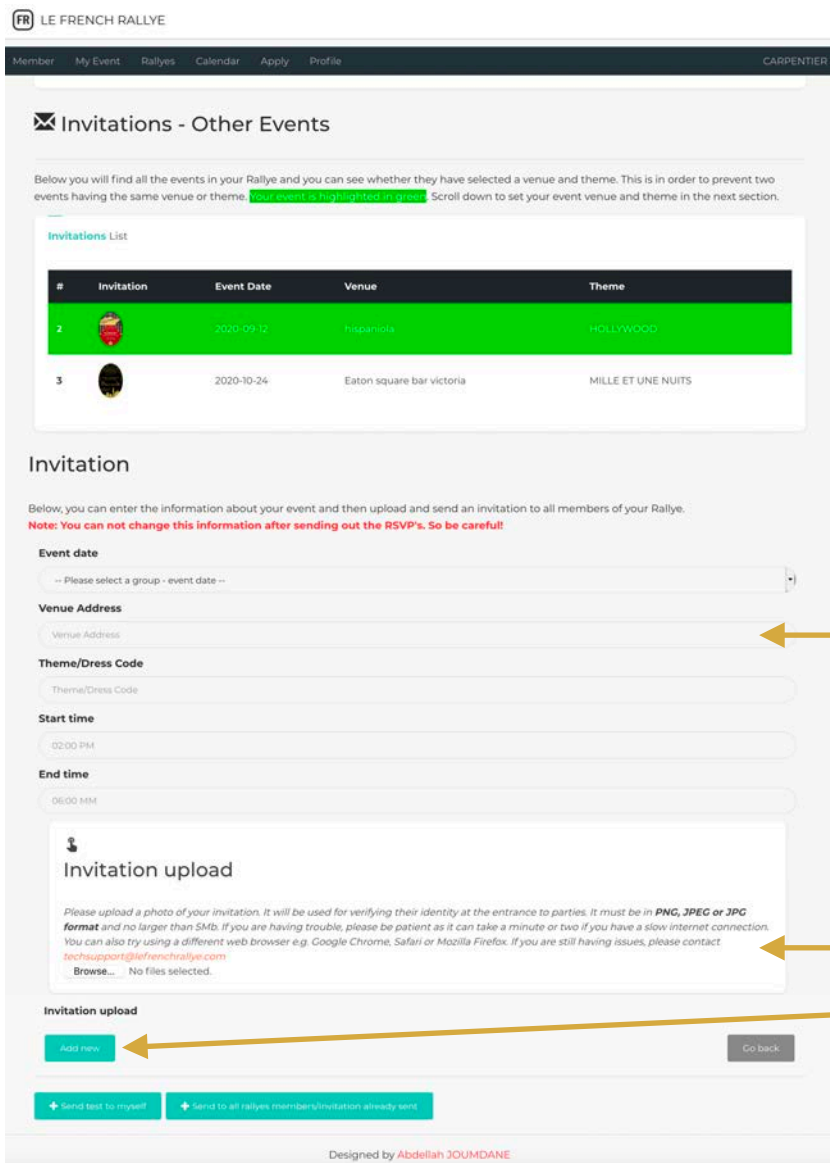 FR LE FRENCH RALLYE
Member My Event Rallyes Calendar Apply Profile CARPENTIER
Invitations - Other Events
Below you will find all the events in your Rallye and you can see whether they have selected a venue and theme. This is in order to prevent two
events having the same venue or theme. Your event is highlighted in green. Scroll down to set your event venue and theme in the next section.
Invitations List
# Invitation Event Date Venue Theme
2 2020-09-12 hispaniola HOLLYWOOD
3 2020-10-24 Eaton square bar victoria MILLE ET UNE NUITS
Invitation
Below, you can enter the information about your event and then upload and send an invitation to all members of your Rallye.
Note: You can not change this information after sending out the RSVP's. So be careful!
Event date
-- Please select a group - event date --
Venue Address
Venue Address
Theme/Dress Code
Theme/Dress Code
Start time
02:00 PM
End time
06:00 MM
Invitation upload
Please upload a photo of your invitation. It will be used for verifying their identity at the entrance to parties. It must be in PNG, JPEG or JPG
format and no larger than 5Mb. If you are having trouble, please be patient as it can take a minute or two if you have a slow internet connection.
You can also try using a different web browser e.g. Google Chrome, Safari or Mozilla Firefox. If you are still having issues, please contact
techsupport@lefrenchrallye.com
Browse... No files selected.
Invitation upload
Add new Go back
+ Send test to myself + Send to all rallyes members/invitation already sent
Designed by Abdellah JOUMDANE